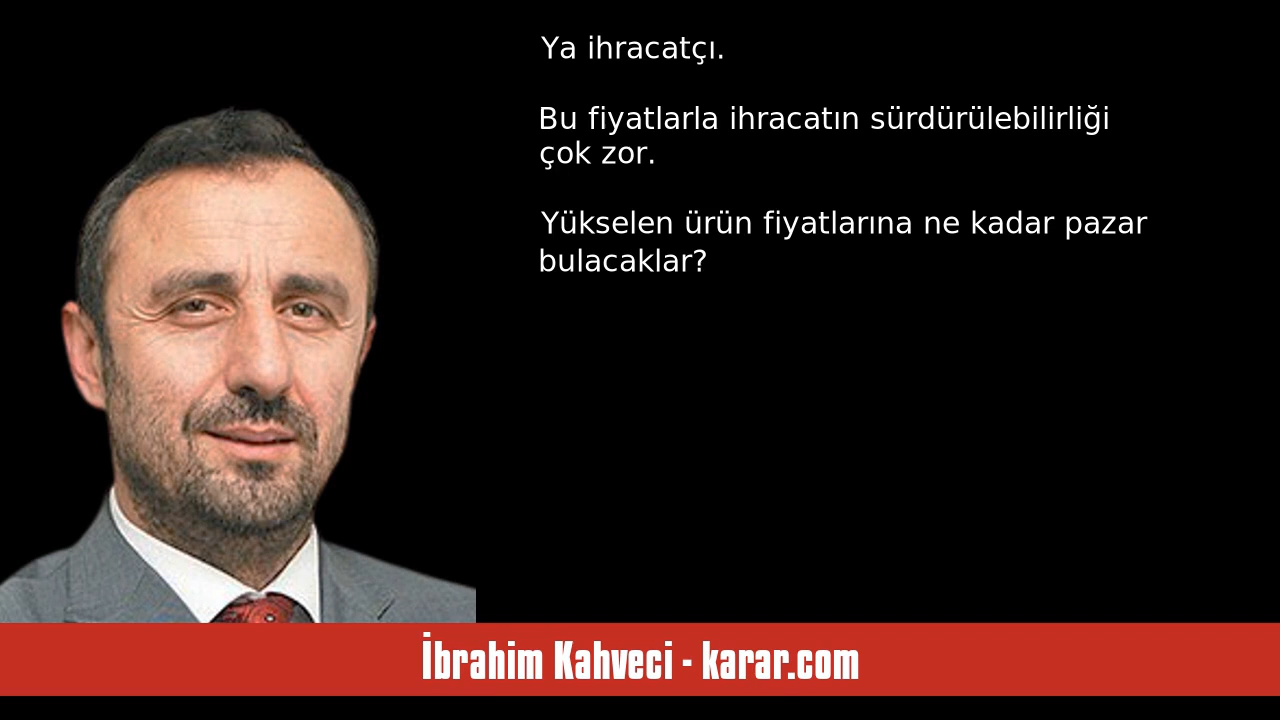 Ya ihracatçı.
Bu fiyatlarla ihracatın sürdürülebilirliği
çok zor.
Yükselen ürün fiyatlarına ne kadar pazar
bulacaklar?
İbrahim Kahveci - karar.com